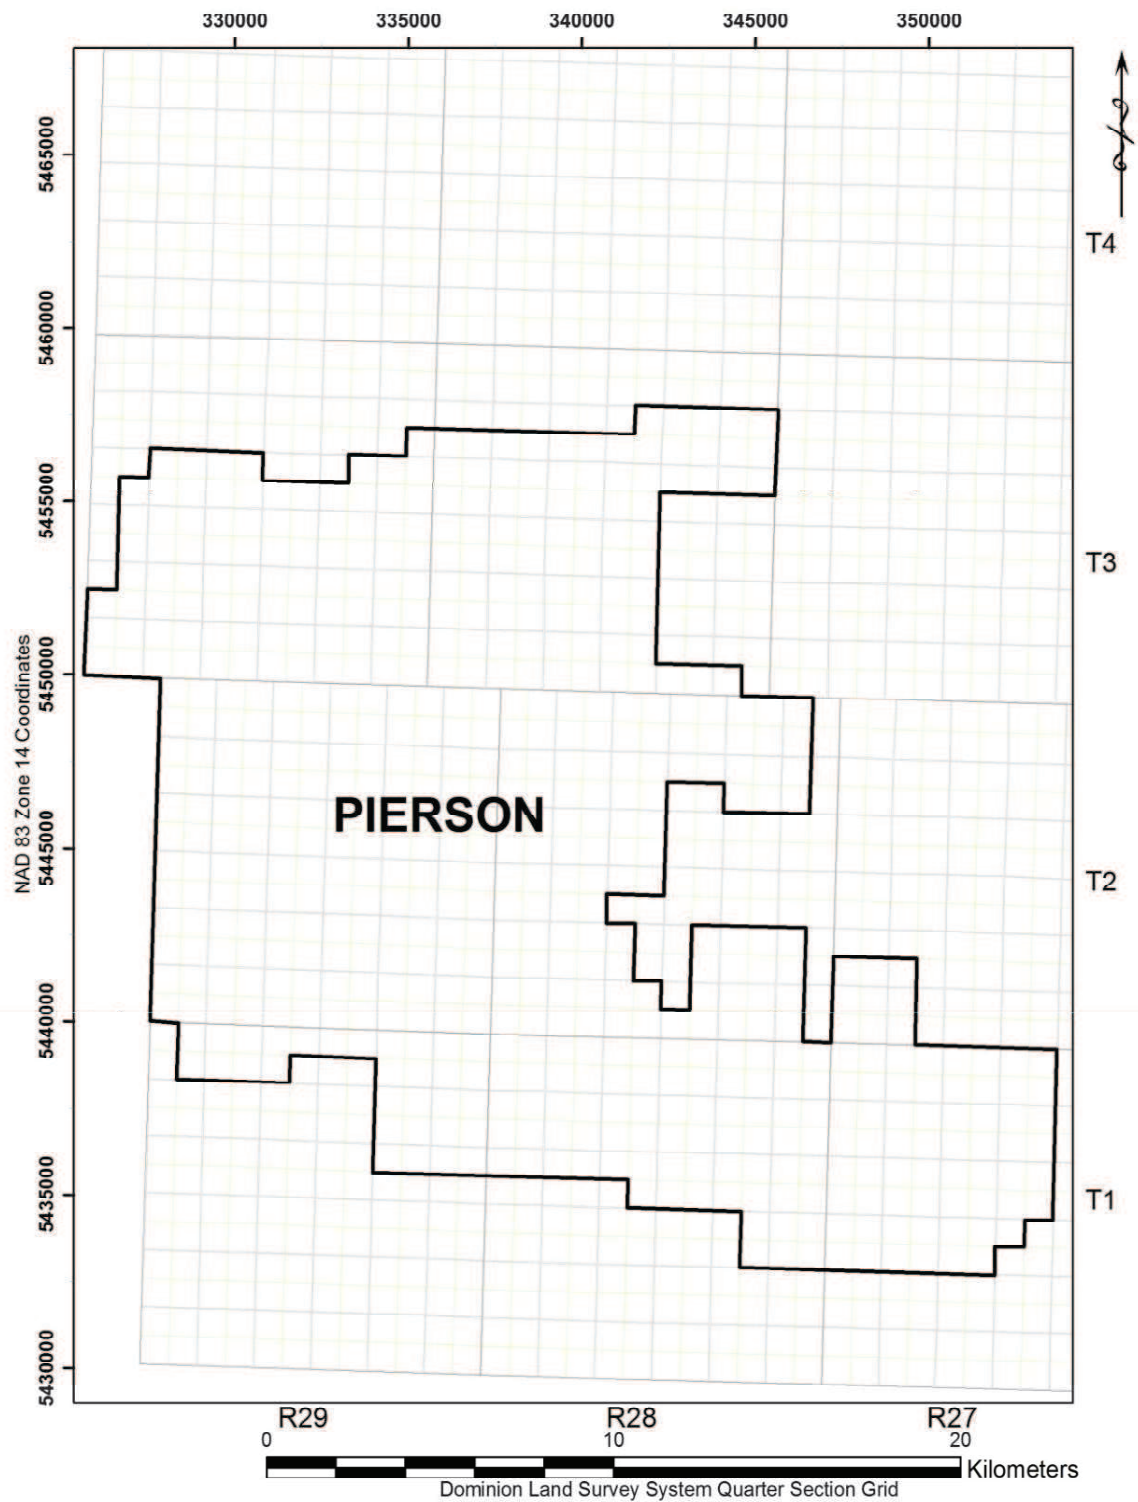 330000 335000 340000 345000 350000
5465000
T4
5460000
5455000
T3
5450000
NAD 83 Zone 14 Coordinates
PIERSON
5445000
T2
5440000
5435000
T1
5430000
R29 R28 R27
0 10 20
Kilometers
Dominion Land Survey System Quarter Section Grid